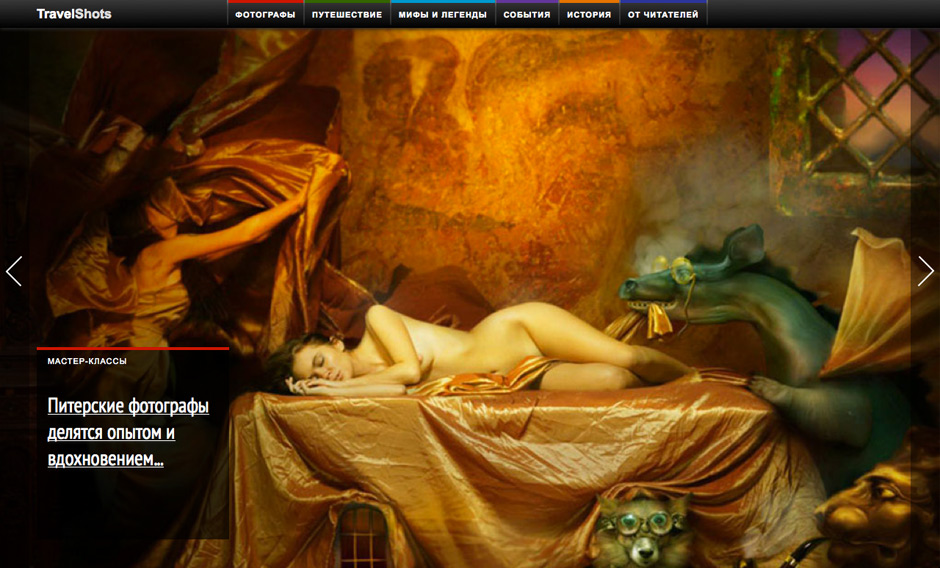 TravelShots
ФОТОГРАФЫ
ПУТЕШЕСТВИЕ
МИФЫ И ЛЕГЕНДЫ
СОБЫТИЯ
ИСТОРИЯ
ОТ ЧИТАТЕЛЕЙ
МАСТЕР-КЛАССЫ
Питерские фотографы
делятся опытом и
вдохновением...